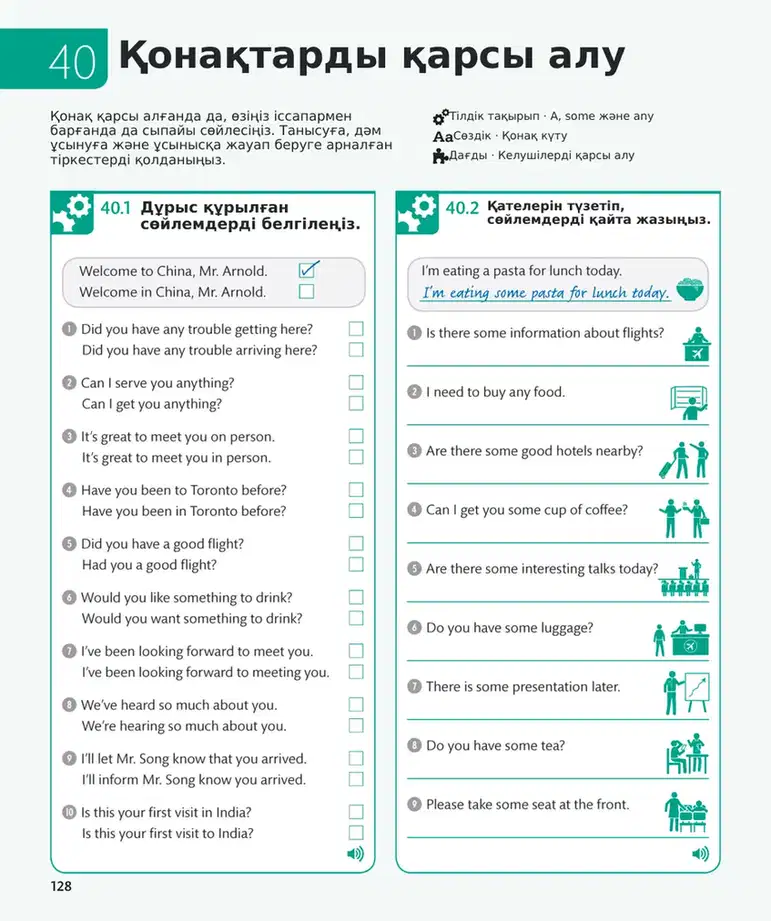 40 Қонақтарды қарсы алу
Қонақ қарсы алғанда да, өзіңіз іссапармен
барғанда да сыпайы сөйлесіңіз. Танысуға, дәм
ұсынуға және ұсынысқа жауап беруге арналған
тіркестерді қолданыңыз.
Тілдік тақырып · A, some және any
Aa Сөздік · Қонақ күту
Дағды · Келушілерді қарсы алу
40.1 Дұрыс құрылған
сөйлемдерді белгілеңіз.
Welcome to China, Mr. Arnold.
Welcome in China, Mr. Arnold.
1 Did you have any trouble getting here?
Did you have any trouble arriving here?
2 Can I serve you anything?
Can I get you anything?
3 It's great to meet you on person.
It's great to meet you in person.
4 Have you been to Toronto before?
Have you been in Toronto before?
5 Did you have a good flight?
Had you a good flight?
6 Would you like something to drink?
Would you want something to drink?
7 I've been looking forward to meet you.
I've been looking forward to meeting you.
8 We've heard so much about you.
We're hearing so much about you.
9 I'll let Mr. Song know that you arrived.
I'll inform Mr. Song know you arrived.
10 Is this your first visit in India?
Is this your first visit to India?
40.2 Қателерін түзетіп,
сөйлемдерді қайта жазыңыз.
I'm eating a pasta for lunch today.
I'm eating some pasta for lunch today.
1 Is there some information about flights?
2 I need to buy any food.
3 Are there some good hotels nearby?
4 Can I get you some cup of coffee?
5 Are there some interesting talks today?
6 Do you have some luggage?
7 There is some presentation later.
8 Do you have some tea?
9 Please take some seat at the front.
128